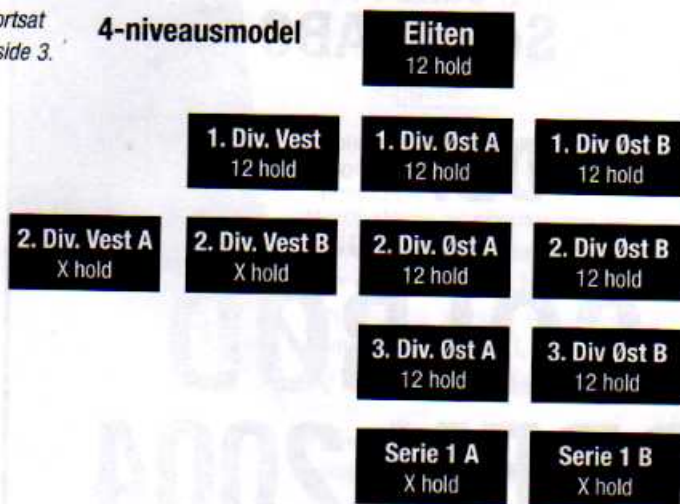 ortsat
side 3.
4-niveausmodel
Eliten
12 hold
1. Div. Vest
12 hold
1. Div. Øst A
12 hold
1. Div Øst B
12 hold
2. Div. Vest A
X hold
2. Div. Vest B
X hold
2. Div. Øst A
12 hold
2. Div Øst B
12 hold
3. Div. Øst A
12 hold
3. Div Øst B
12 hold
Serie 1 A
X hold
Serie 1 B
X hold